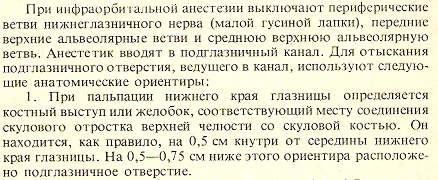 При инфраорбитальной анестезии выключают периферические
ветви нижнеглазничного нерва (малой гусиной лапки), передние
верхние альвеолярные ветви и среднюю верхнюю альвеолярную
ветвь. Анестетик вводят в подглазничный канал. Для отыскания
подглазничного отверстия, ведущего в канал, используют следую-
щие анатомические ориентиры:
1. При пальпации нижнего края глазницы определяется
костный выступ или желобок, соответствующий месту соединения
скулового отростка верхней челюсти со скуловой костью. Он
находится, как правило, на 0,5 см кнутри от середины нижнего
края глазницы. На 0,5—0,75 см ниже этого ориентира расположе-
но подглазничное отверстие.